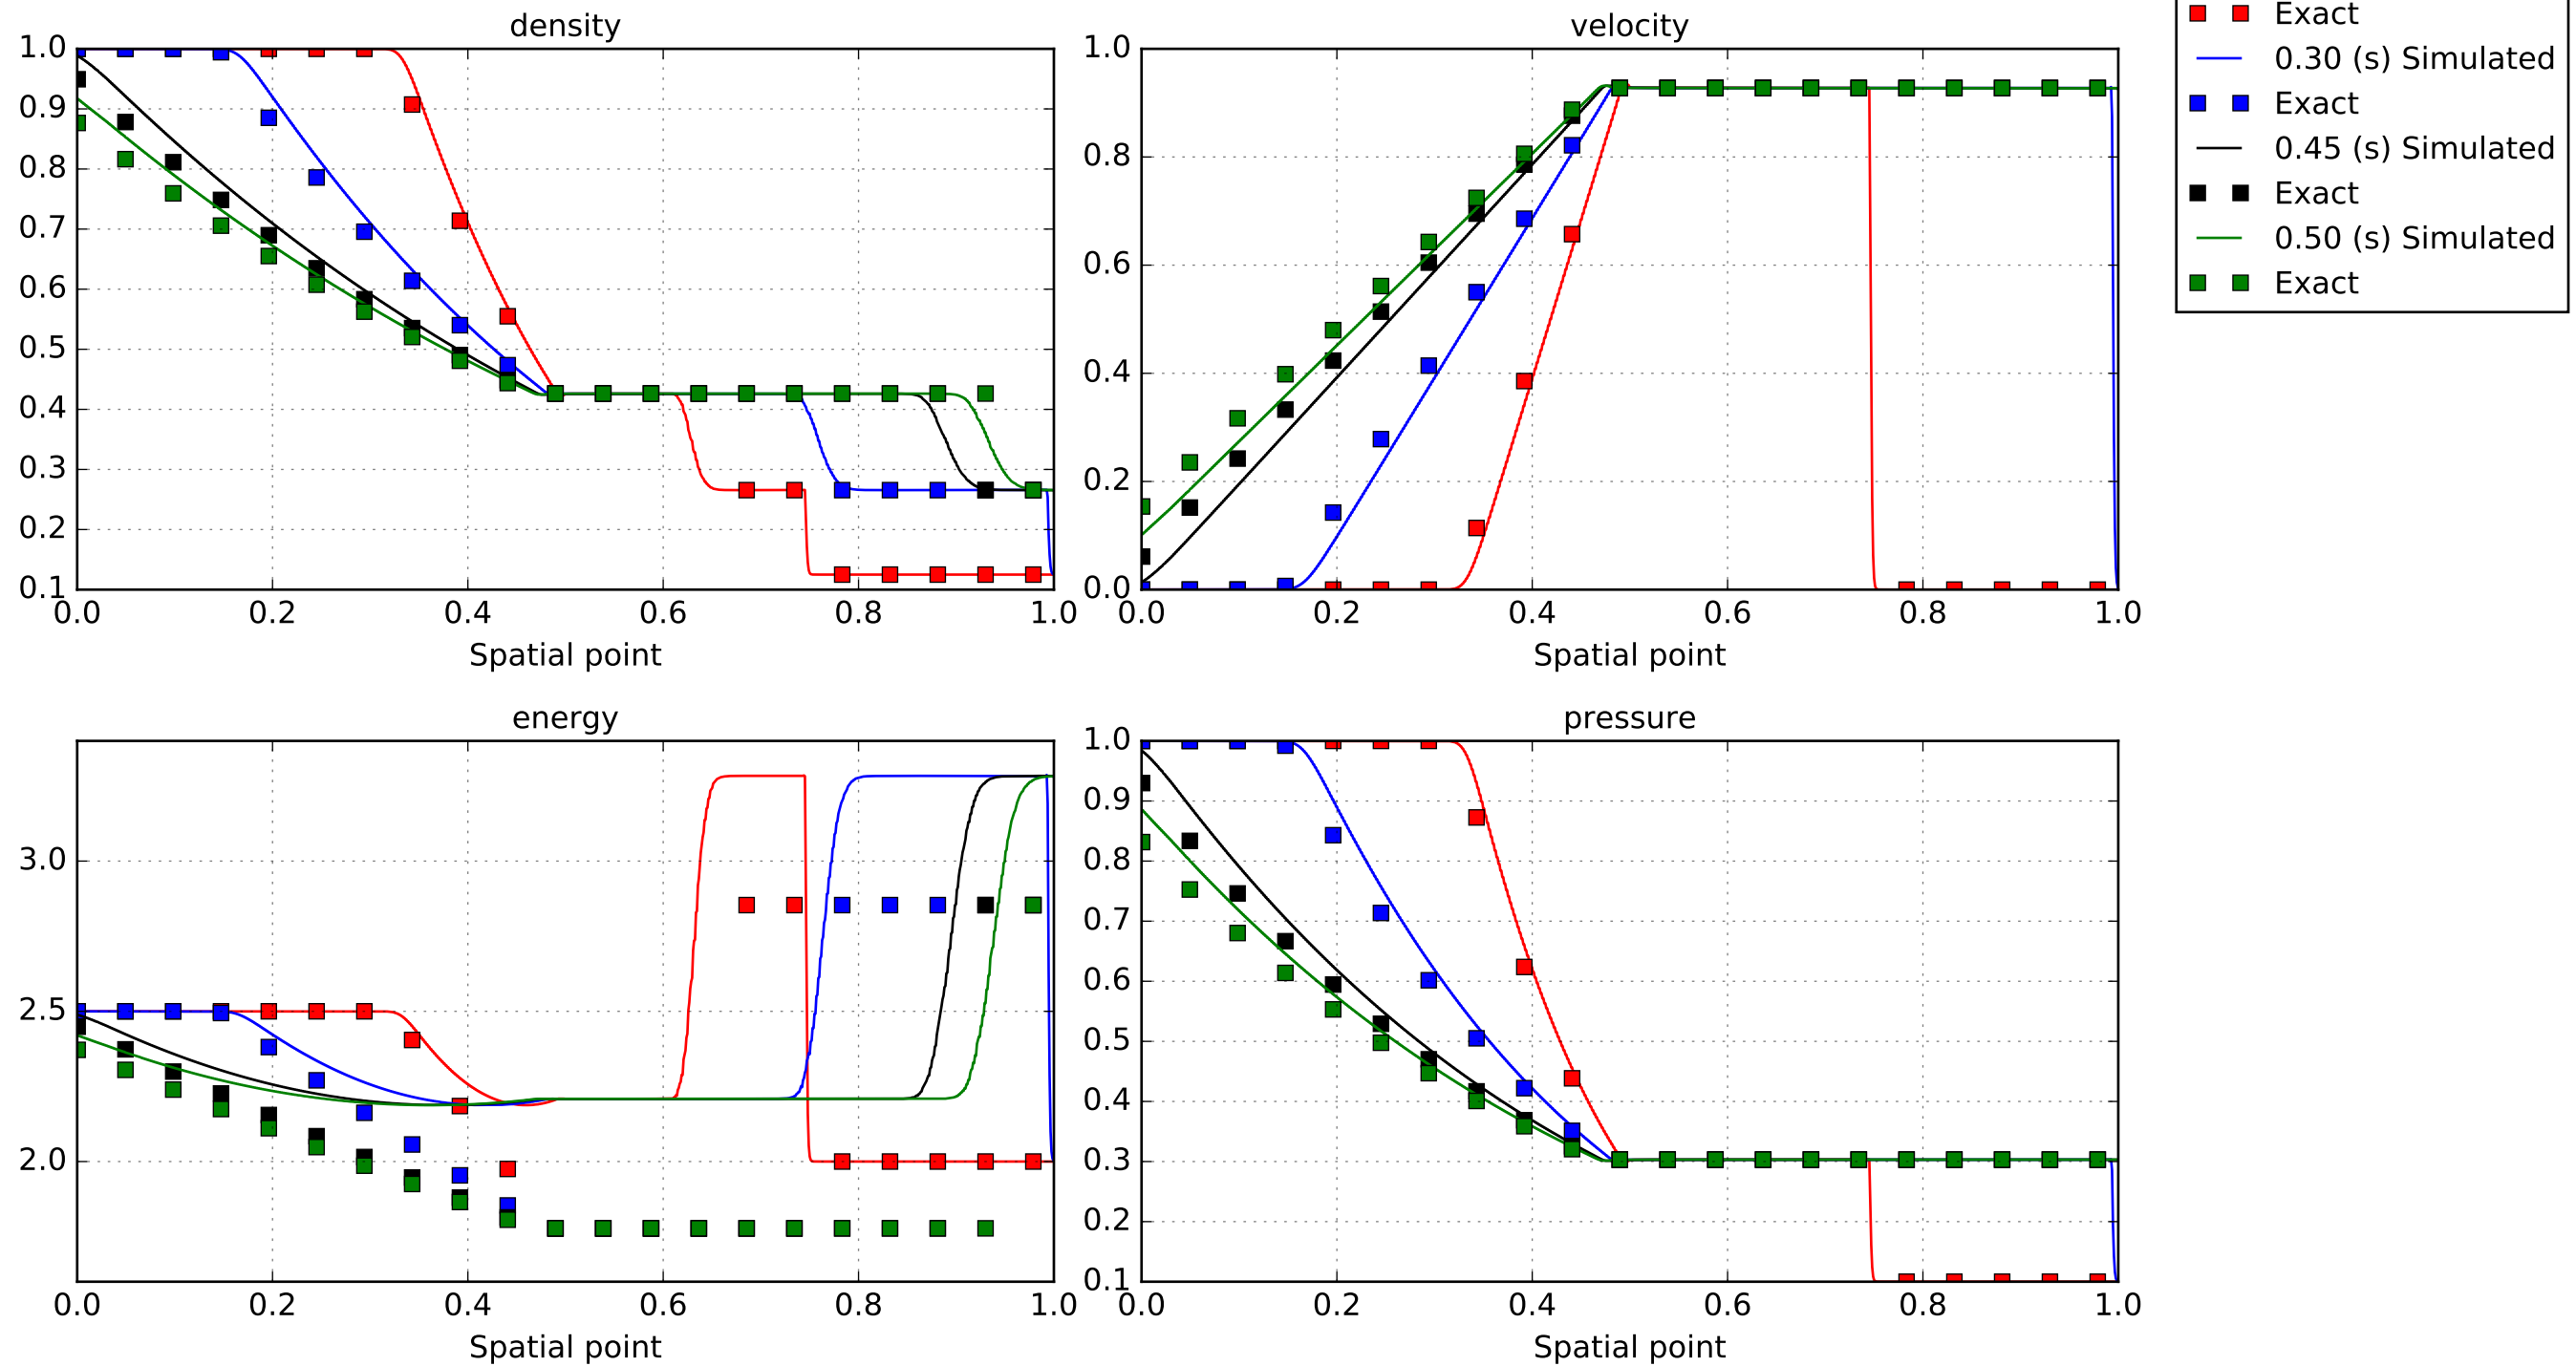 density
1.0
0.9
0.8
0.7
0.6
0.5
0.4
0.3
0.2
0.1
0.0 0.2 0.4 0.6 0.8 1.0
Spatial point
velocity
1.0
0.8
0.6
0.4
0.2
0.0
0.0 0.2 0.4 0.6 0.8 1.0
Spatial point
Exact
0.30 (s) Simulated
Exact
0.45 (s) Simulated
Exact
0.50 (s) Simulated
Exact
energy
3.0
2.5
2.0
0.0 0.2 0.4 0.6 0.8 1.0
Spatial point
pressure
1.0
0.9
0.8
0.7
0.6
0.5
0.4
0.3
0.2
0.1
0.0 0.2 0.4 0.6 0.8 1.0
Spatial point